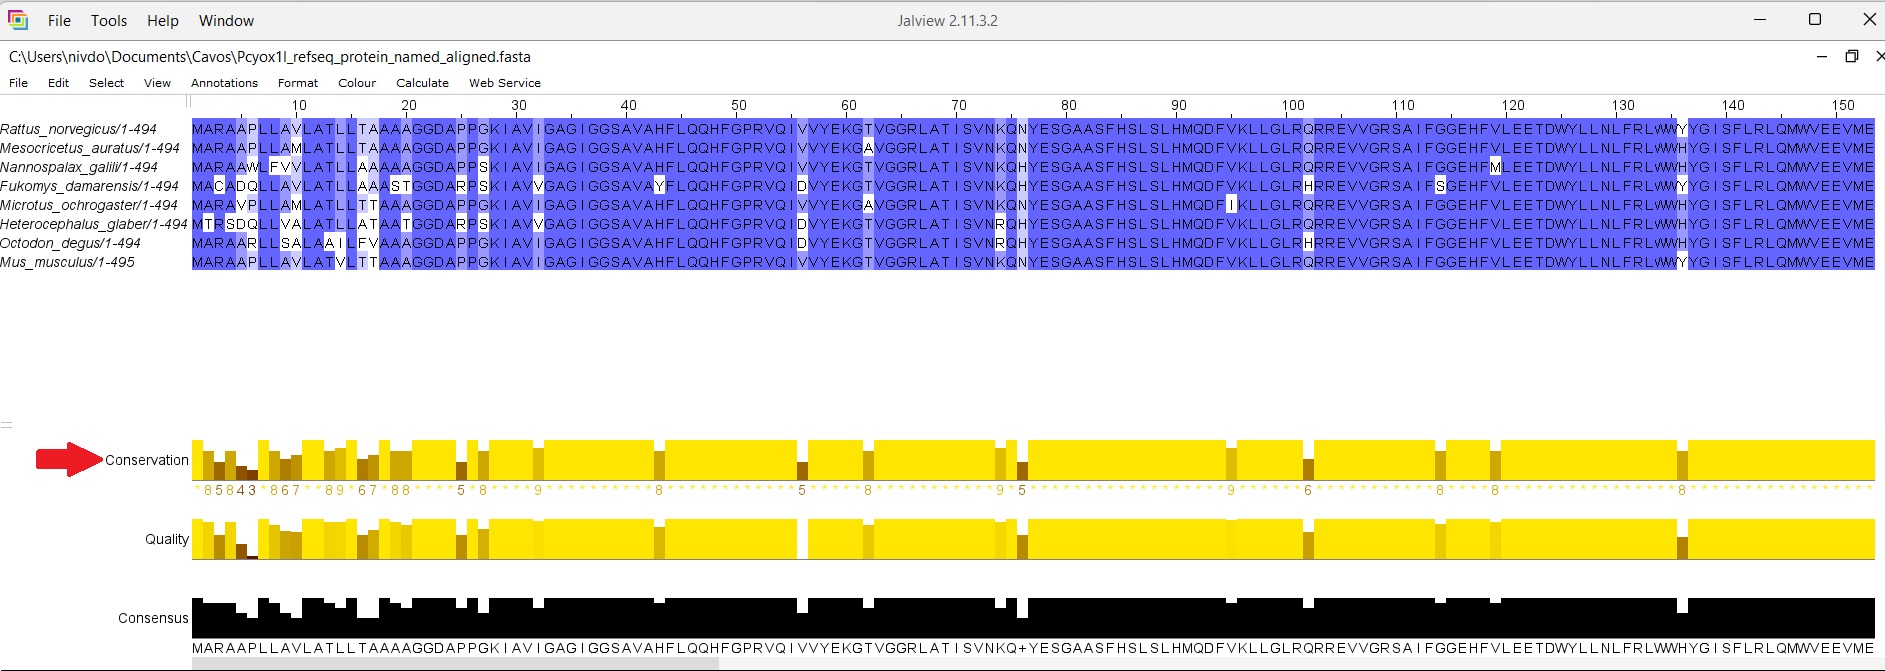 File Tools Help Window Jalview 2.11.3.2
C:\Users\nivdo\Documents\Cavos\Pcyox1l_refseq_protein_named_aligned.fasta
File Edit Select View Annotations Format Colour Calculate Web Service
10 20 30 40 50 60 70 80 90 100 110 120 130 140 150
Rattus_norvegicus/1-494 MARAAPLLAVLATLLTAAAAGGDAPPGKIAVIGAGIGGSAVAHFLQQHFGPRVQIVVYEKGTVGGRLATISVNKQNYESGAASFHSLSLHMQDFVKLLGLRQRREVVGRSAIFGGEHFVLEETDWYLLNLFRLWWYYGISFLRLQMWVEEVME
Mesocricetus_auratus/1-494 MARAAPLLAMLATLLTAAAAGGDAPPGKIAVIGAGIGGSAVAHFLQQHFGPRVQIVVYEKGAVGGRLATISVNKQHYESGAASFHSLSLHMQDFVKLLGLRQRREVVGRSAIFGGEHFVLEETDWYLLNLFRLWWHYGISFLRLQMWVEEVME
Nannospalax_galili/1-494 MARAAWLFVVLATLLAAAAAGGDAPPSKIAVIGAGIGGSAVAHFLQQHFGPRVQIVVYEKGTVGGRLATISVNKQHYESGAASFHSLSLHMQDFVKLLGLRQRREVVGRSAIFGGEHFMLEETDWYLLNLFRLWWHYGISFLRLQMWVEEVME
Fukomys_damarensis/1-494 MACADQLLAVLATLLAAASTGGDARPSKIAVVGAGIGGSAVAYFLQQHFGPRVQIDVYEKGTVGGRLATISVNKQHYESGAASFHSLSLHMQDFVKLLGLRHRREVVGRSAIFSGEHFVLEETDWYLLNLFRLWWYYGISFLRLQMWVEEVME
Microtus_ochrogaster/1-494 MARAVPLLAMLATLLTTAAAGGDAPPGKIAVIGAGIGGSAVAHFLQQHFGPRVQIVVYEKGAVGGRLATISVNKQHYESGAASFHSLSLHMQDFIKLLGLRQRREVVGRSAIFGGEHFVLEETDWYLLNLFRLWWHYGISFLRLQMWVEEVME
Heterocephalus_glaber/1-494 MTRSDQLLVALATLLATAATGGDARPSKIAVVGAGIGGSAVAHFLQQHFGPRVQIDVYEKGTVGGRLATISVNRQHYESGAASFHSLSLHMQDFVKLLGLRQRREVVGRSAIFGGEHFVLEETDWYLLNLFRLWWHYGISFLRLQMWVEEVME
Octodon_degus/1-494 MARAARLLSALAAILFVAAAGGDAPPGKIAVIGAGIGGSAVAHFLQQHFGPRVQIDVYEKGTVGGRLATISVNRQHYESGAASFHSLSLHMQDFVKLLGLRHRREVVGRSAIFGGEHFVLEETDWYLLNLFRLWWHYGISFLRLQMWVEEVME
Mus_musculus/1-495 MARAAPLLAVLATVLTTAAAGGDAPPGKIAVIGAGIGGSAVAHFLQQHFGPRVQIVVYEKGTVGGRLATISVNKQNYESGAASFHSLSLHMQDFVKLLGLRQRREVVGRSAIFGGEHFVLEETDWYLLNLFRLWWYYGISFLRLQMWVEEVME
Conservation
*85843*867**89*67*88****5*8****9**********8************5*****8***********9*5******************9******6***********8****8****************8*****************
Quality
Consensus
MARAAPLLAVLATLLTAAAAGGDAPPGKIAVIGAGIGGSAVAHFLQQHFGPRVQIVVYEKGTVGGRLATISVNKQ+YESGAASFHSLSLHMQDFVKLLGLRQRREVVGRSAIFGGEHFVLEETDWYLLNLFRLWWHYGISFLRLQMWVEEVME